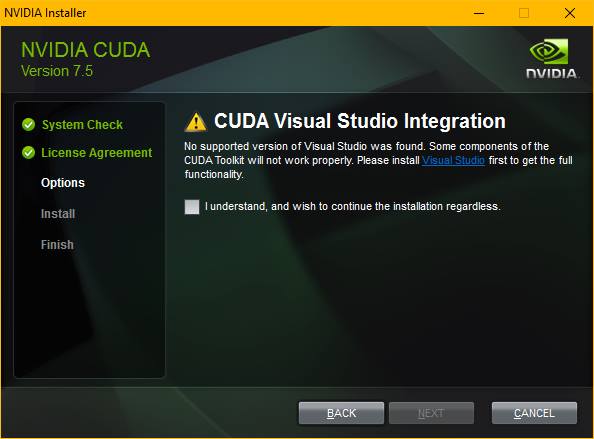 NVIDIA Installer
NVIDIA CUDA
Version 7.5
NVIDIA.
System Check
License Agreement
Options
Install
Finish
CUDA Visual Studio Integration
No supported version of Visual Studio was found. Some components of the
CUDA Toolkit will not work properly. Please install Visual Studio first to get the full
functionality.
I understand, and wish to continue the installation regardless.
BACK
NEXT
CANCEL